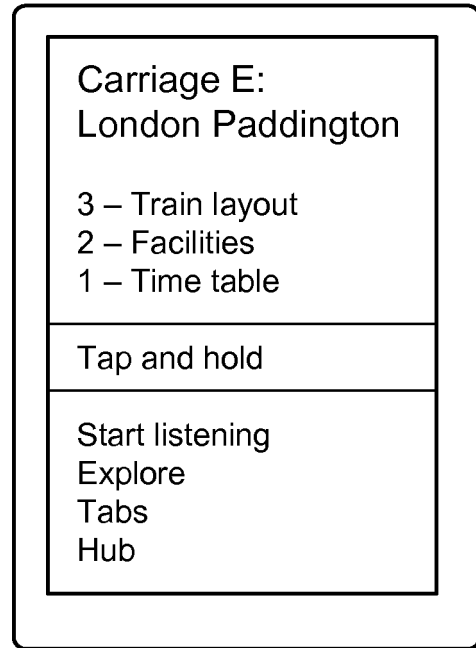 Carriage E:
London Paddington
3 – Train layout
2 – Facilities
1 – Time table
Tap and hold
Start listening
Explore
Tabs
Hub